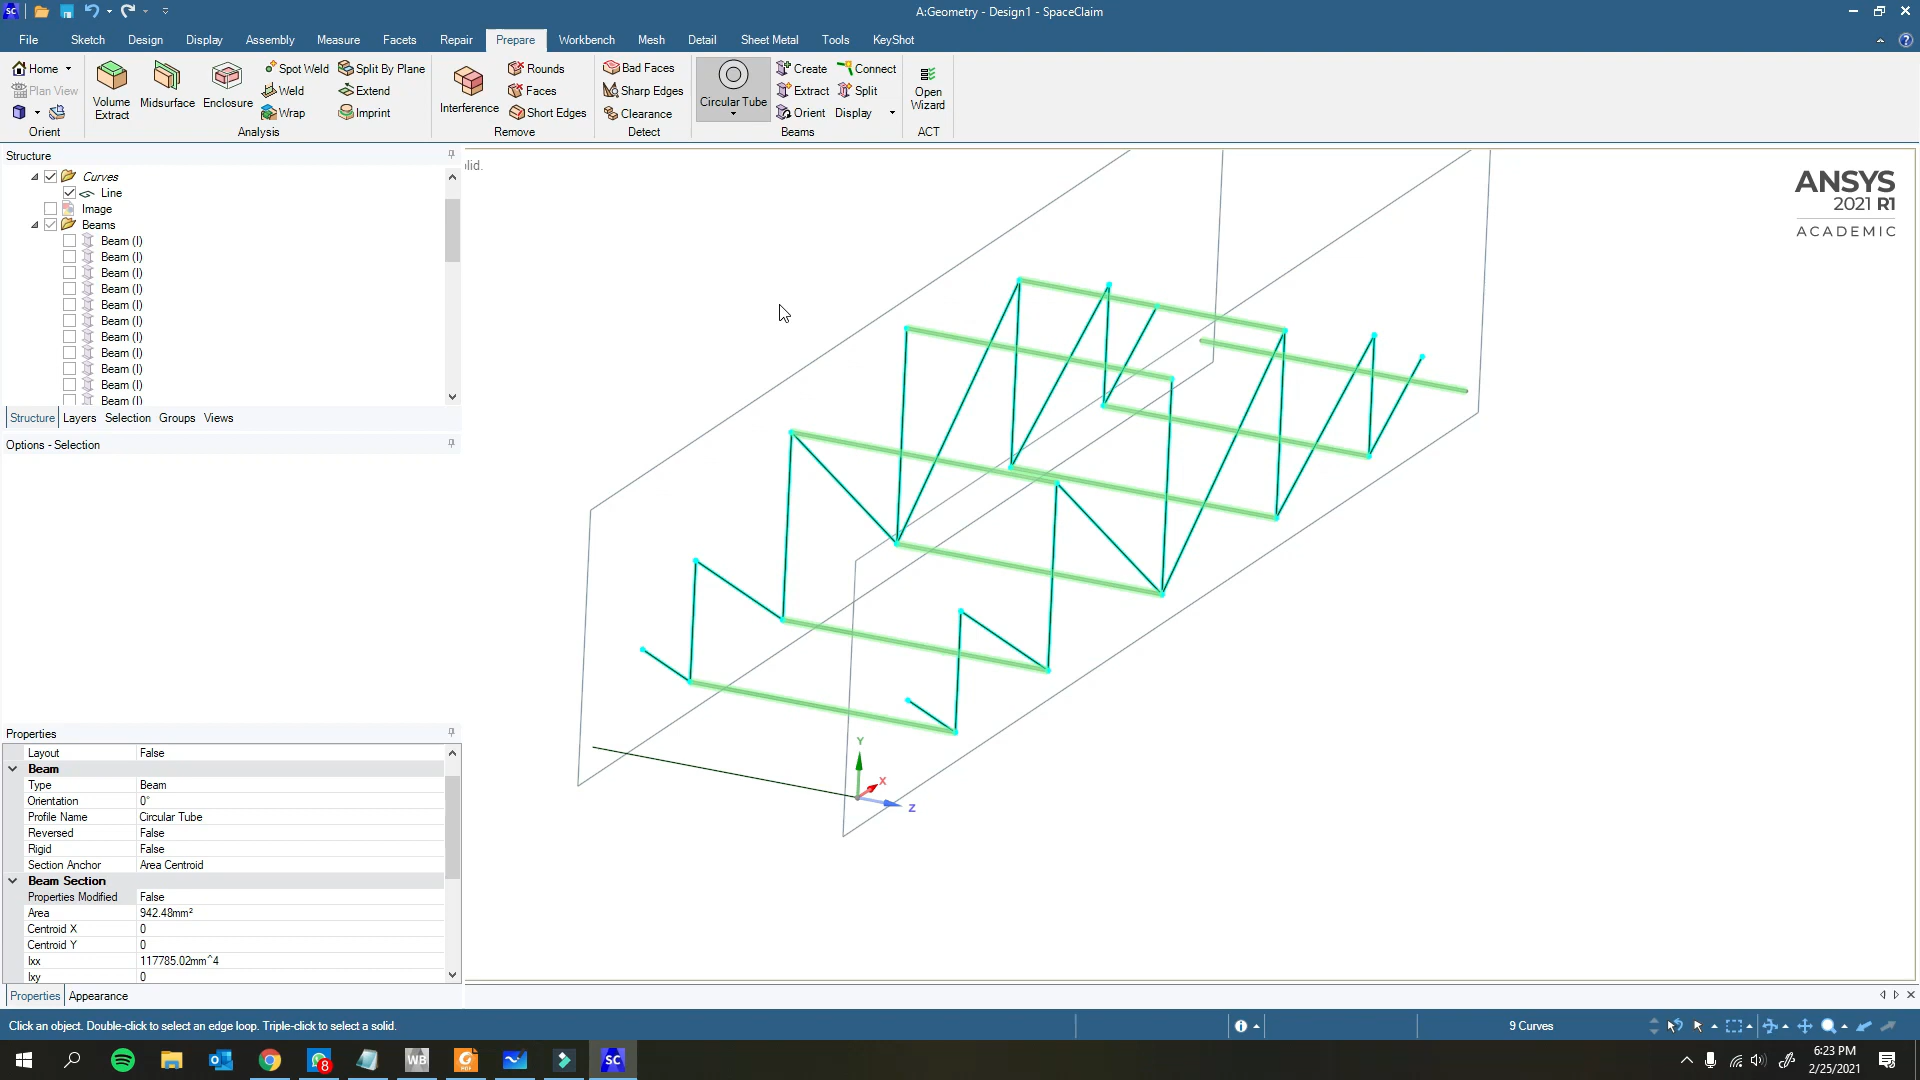 SC
A:Geometry - Design1 - SpaceClaim
File Sketch Design Display Assembly Measure Facets Repair Prepare Workbench Mesh Detail Sheet Metal Tools KeyShot
Home
Plan View
Orient
Volume Extract
Midsurface
Enclosure
Spot Weld
Weld
Wrap
Split By Plane
Extend
Imprint
Analysis
Interference
Rounds
Faces
Short Edges
Remove
Bad Faces
Sharp Edges
Clearance
Detect
Circular Tube
Create
Extract
Orient
Connect
Split
Display
Beams
Open Wizard
ACT
Structure
lid.
Curves
Line
Image
Beams
Beam (I)
Beam (I)
Beam (I)
Beam (I)
Beam (I)
Beam (I)
Beam (I)
Beam (I)
Beam (I)
Beam (I)
Beam (I)
Structure Layers Selection Groups Views
Options - Selection
Properties
Layout False
Beam
Type Beam
Orientation 0°
Profile Name Circular Tube
Reversed False
Rigid False
Section Anchor Area Centroid
Beam Section
Properties Modified False
Area 942.48mm²
Centroid X 0
Centroid Y 0
Ixx 117785.02mm^4
Ixy 0
Properties Appearance
ANSYS
2021 R1
ACADEMIC
Y
X
Z
Click an object. Double-click to select an edge loop. Triple-click to select a solid.
9 Curves
8
WB
PDF
SC
6:23 PM
2/25/2021